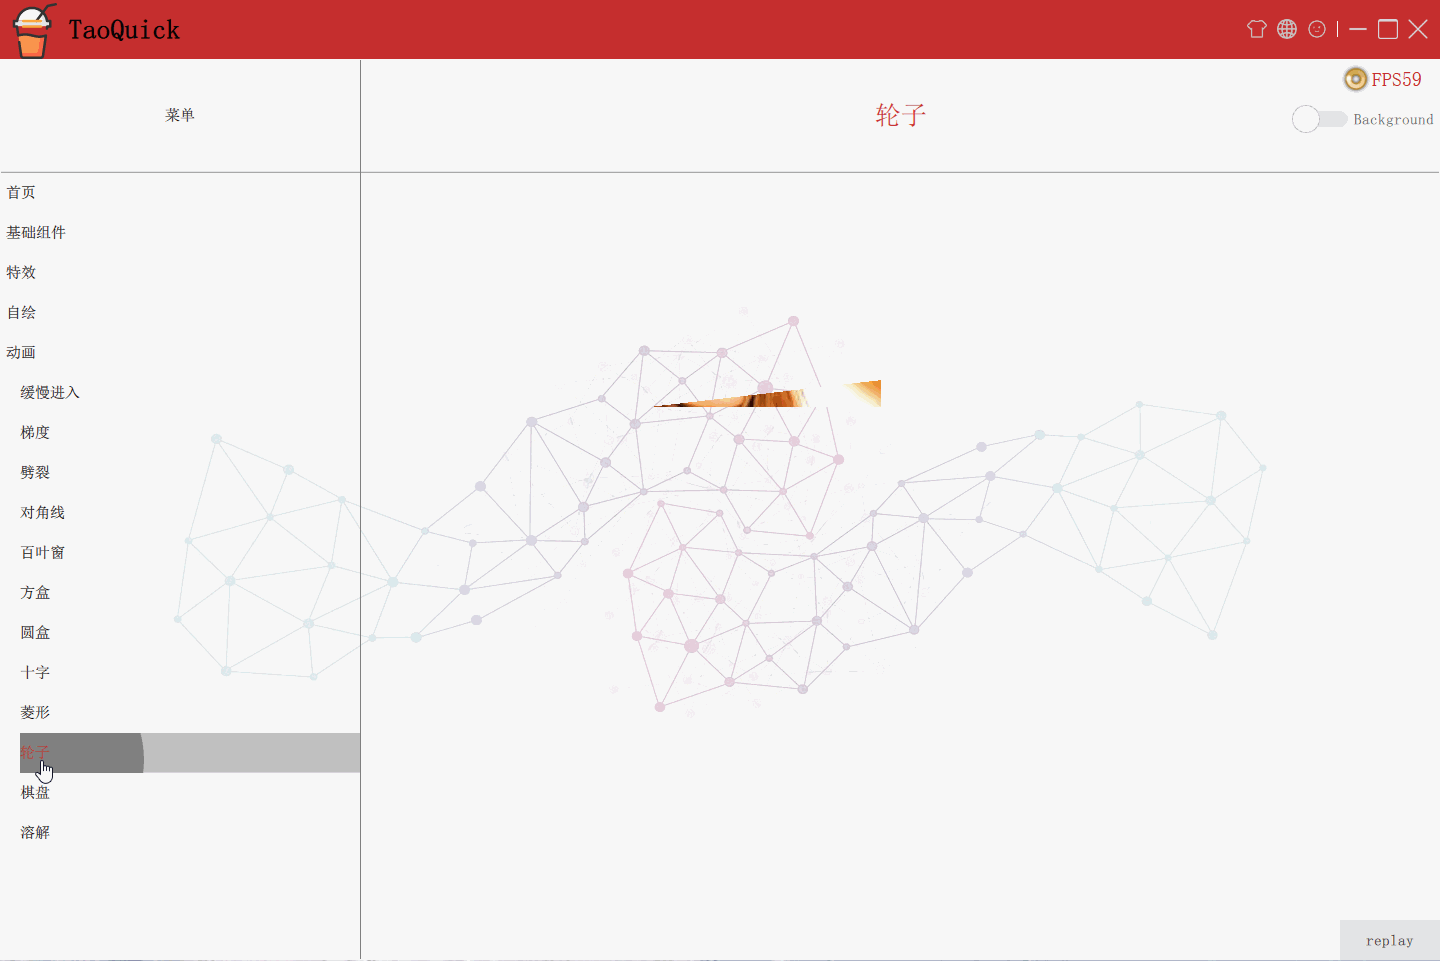 TaoQuick
FPS59
菜单
轮子
Background
首页
基础组件
特效
自绘
动画
缓慢进入
梯度
劈裂
对角线
百叶窗
方盒
圆盒
十字
菱形
轮子
棋盘
溶解
replay